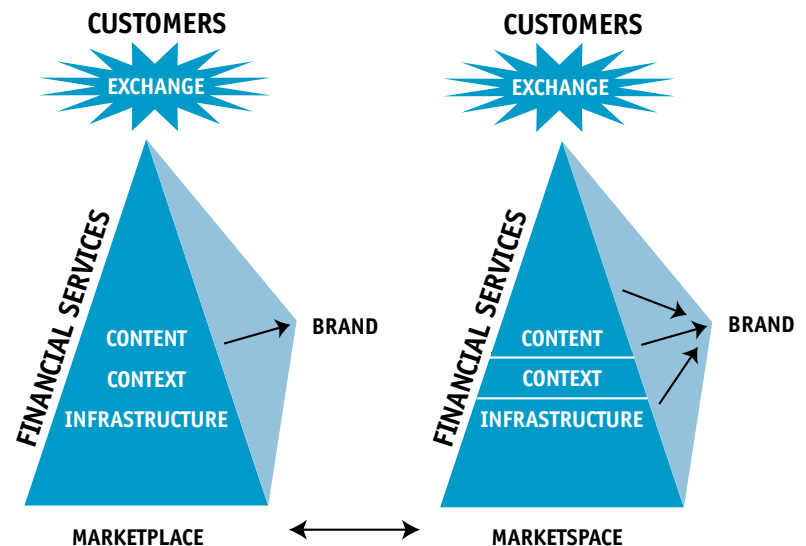 CUSTOMERS
EXCHANGE
FINANCIAL SERVICES
CONTENT
CONTEXT
INFRASTRUCTURE
BRAND
MARKETPLACE
CUSTOMERS
EXCHANGE
FINANCIAL SERVICES
CONTENT
CONTEXT
INFRASTRUCTURE
BRAND
MARKETSPACE